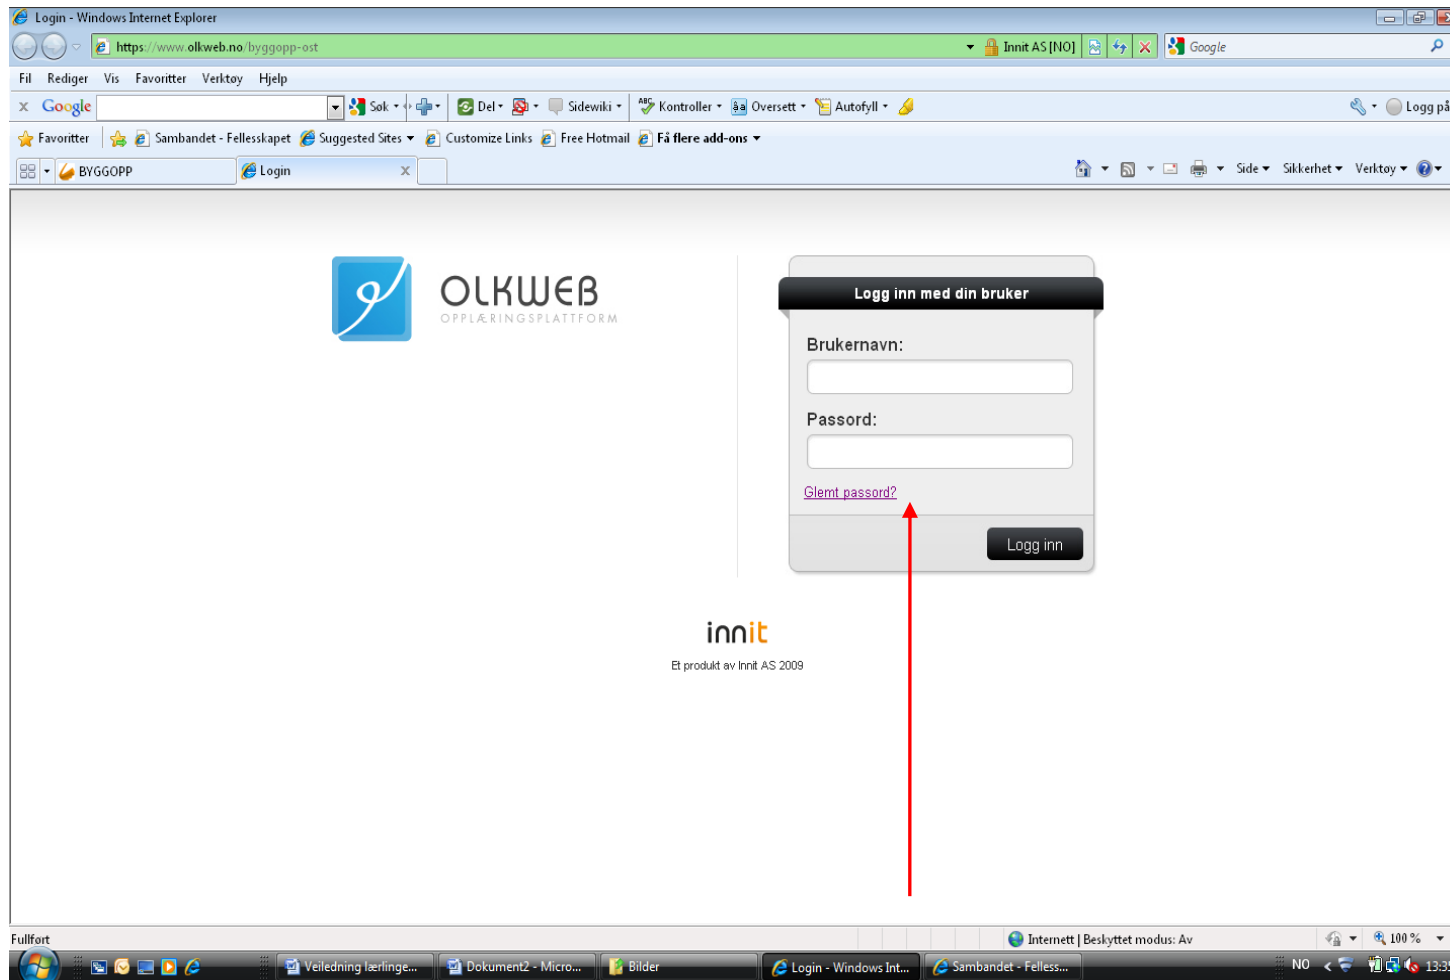 Login - Windows Internet Explorer
https://www.olkweb.no/byggopp-ost
Innit AS [NO]
Google
Fil Rediger Vis Favoritter Verktøy Hjelp
x Google Søk Del Sidewiki Kontroller Oversett Autofyll Logg på
Favoritter Sambandet - Fellesskapet Suggested Sites Customize Links Free Hotmail Få flere add-ons
BYGGOPP Login x Side Sikkerhet Verktøy
OLKWEB
OPPLÆRINGSPLATTFORM
Logg inn med din bruker
Brukernavn:
Passord:
Glemt passord?
Logg inn
innit
Et produkt av Innit AS 2009
Fullført Internett | Beskyttet modus: Av 100 %
Veiledning lærlinge... Dokument2 - Micro... Bilder Login - Windows Int... Sambandet - Felless... NO